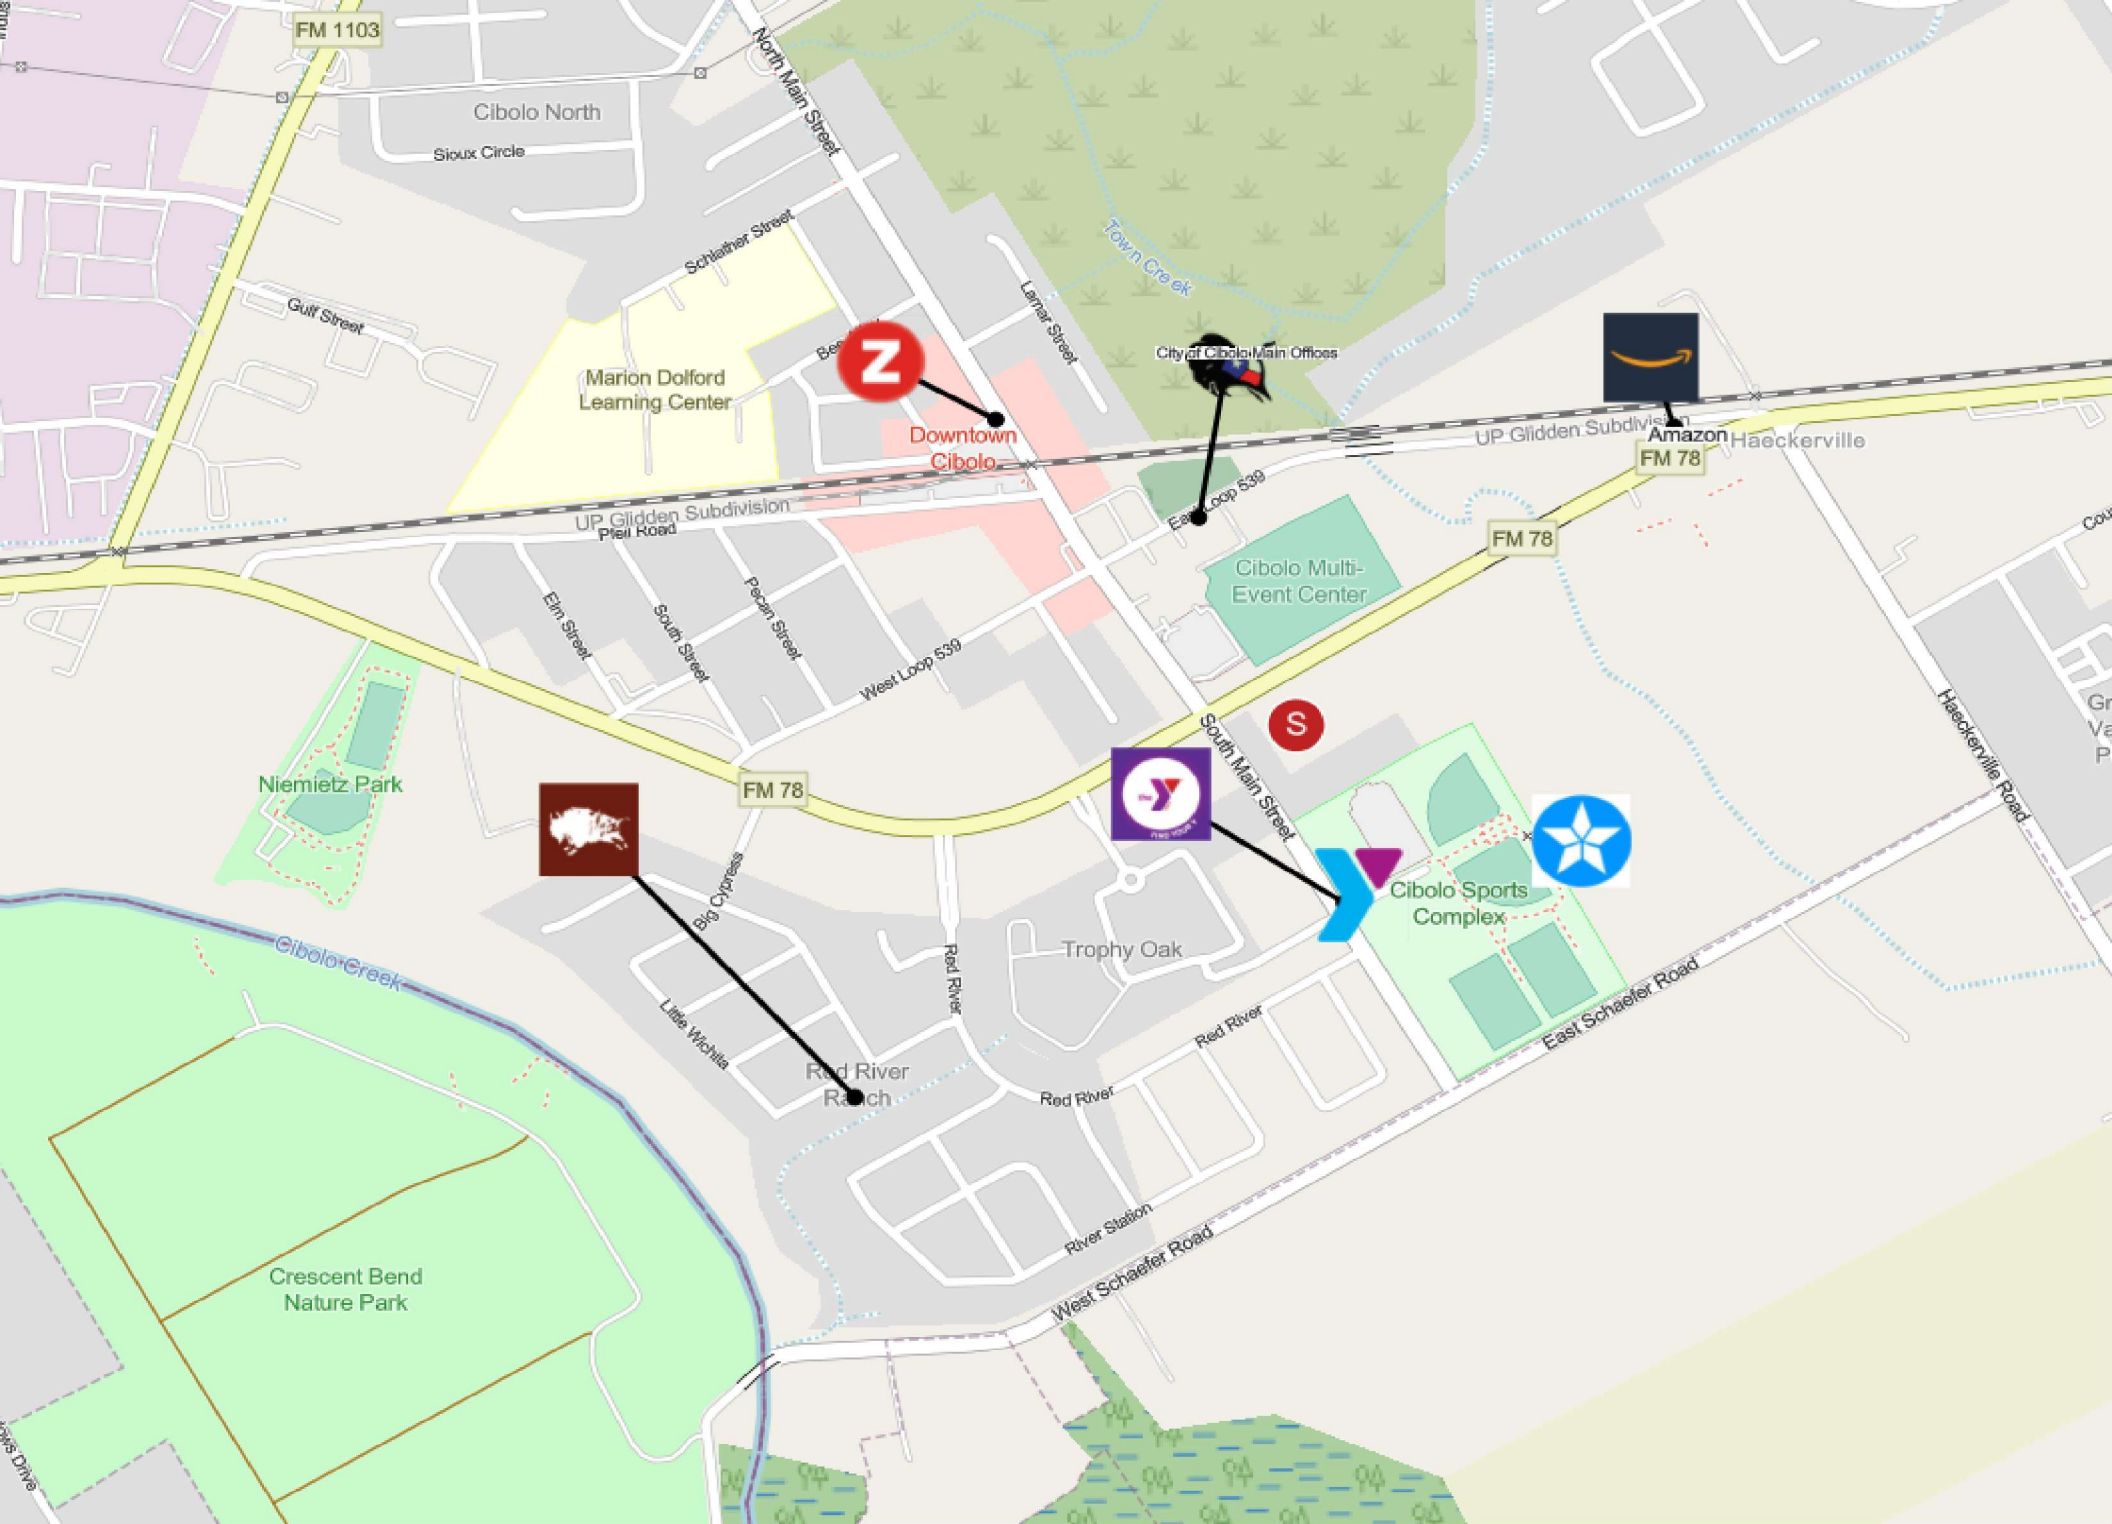 FM 1103
North Main Street
Cibolo North
Sioux Circle
Schlather Street
Town Creek
Gulf Street
Lamar Street
Z
City of Cibolo Main Offices
Marion Dolford
Learning Center
Downtown
Cibolo
UP Glidden Subdivision
Amazon
Haeckerville
FM 78
UP Glidden Subdivision
Pfeil Road
East Loop 539
FM 78
Cibolo Multi-
Event Center
Elm Street
South Street
Pecan Street
West Loop 539
Haeckerville Road
S
South Main Street
Niemietz Park
FM 78
the Y
FIND YOUR Y
Big Cypress
Cibolo Sports
Complex
Trophy Oak
Cibolo Creek
Red River
Little Wichita
Red River
East Schaefer Road
Red River
Ranch
Red River
River Station
West Schaefer Road
Crescent Bend
Nature Park